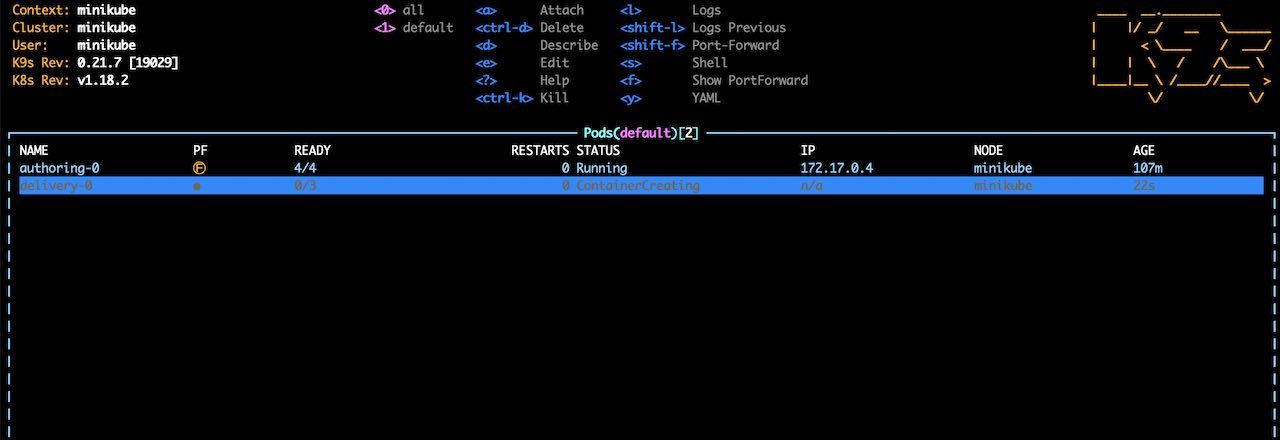 Context: minikube <0> all <a> Attach <l> Logs
Cluster: minikube <1> default <ctrl-d> Delete <shift-l> Logs Previous
User: minikube <d> Describe <shift-f> Port-Forward
K9s Rev: 0.21.7 [19029] <e> Edit <s> Shell
K8s Rev: v1.18.2 <?> Help <f> Show PortForward
<ctrl-k> Kill <y> YAML
K9s
Pods(default)[2]
NAME PF READY RESTARTS STATUS IP NODE AGE
authoring-0 Ⓕ 4/4 0 Running 172.17.0.4 minikube 107m
delivery-0 ● 0/3 0 ContainerCreating n/a minikube 22s